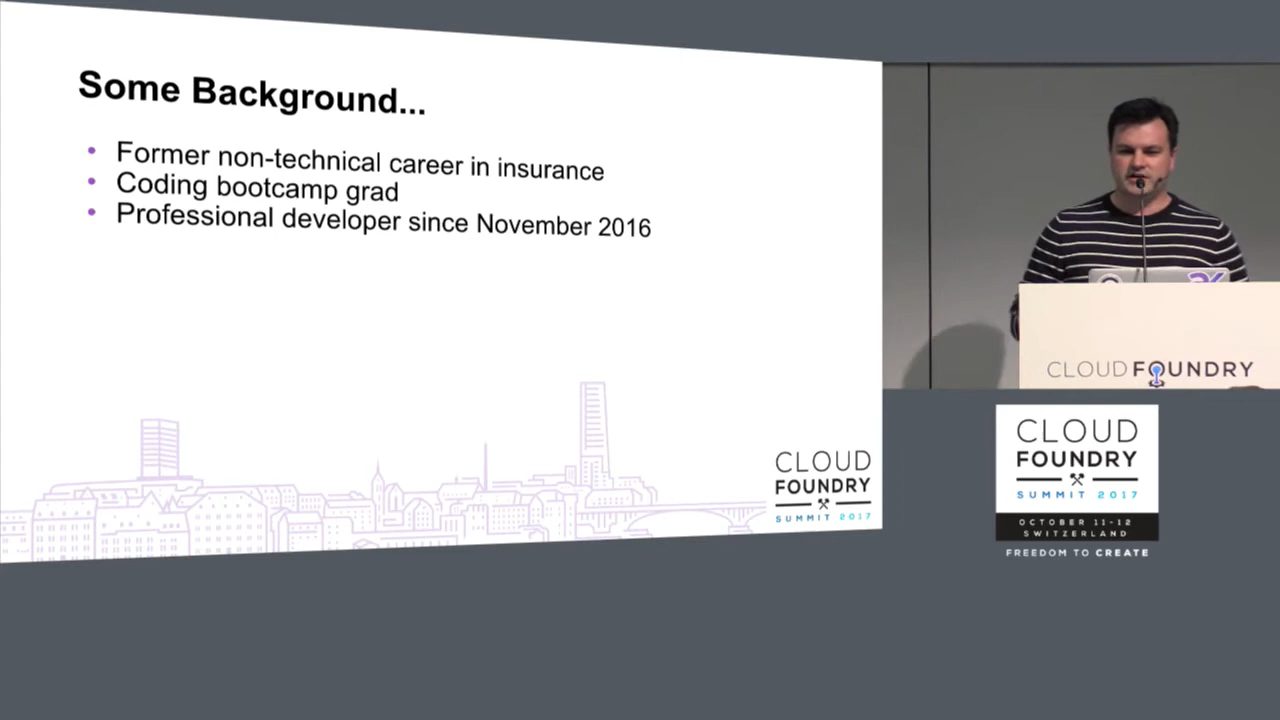 Some Background...
• Former non-technical career in insurance
• Coding bootcamp grad
• Professional developer since November 2016
CLOUD
FOUNDRY
SUMMIT 2017
CLOUD FOUNDRY
CLOUD
FOUNDRY
SUMMIT 2017
OCTOBER 11-12
SWITZERLAND
FREEDOM TO CREATE